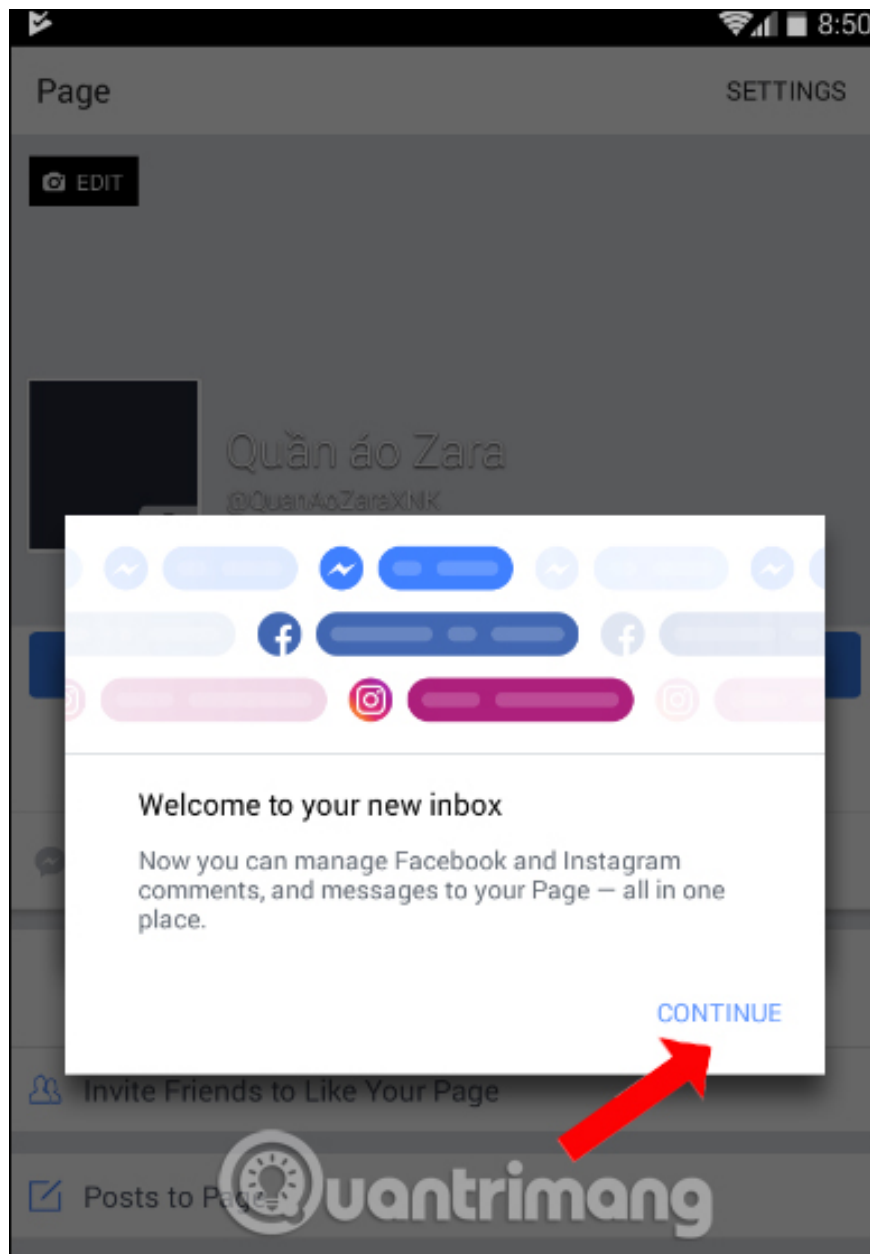 8:50
Page
SETTINGS
EDIT
Quần áo Zara
@QuanAoZaraXNK
Welcome to your new inbox
Now you can manage Facebook and Instagram
comments, and messages to your Page — all in one
place.
CONTINUE
Invite Friends to Like Your Page
Posts to Page
Quantrimang